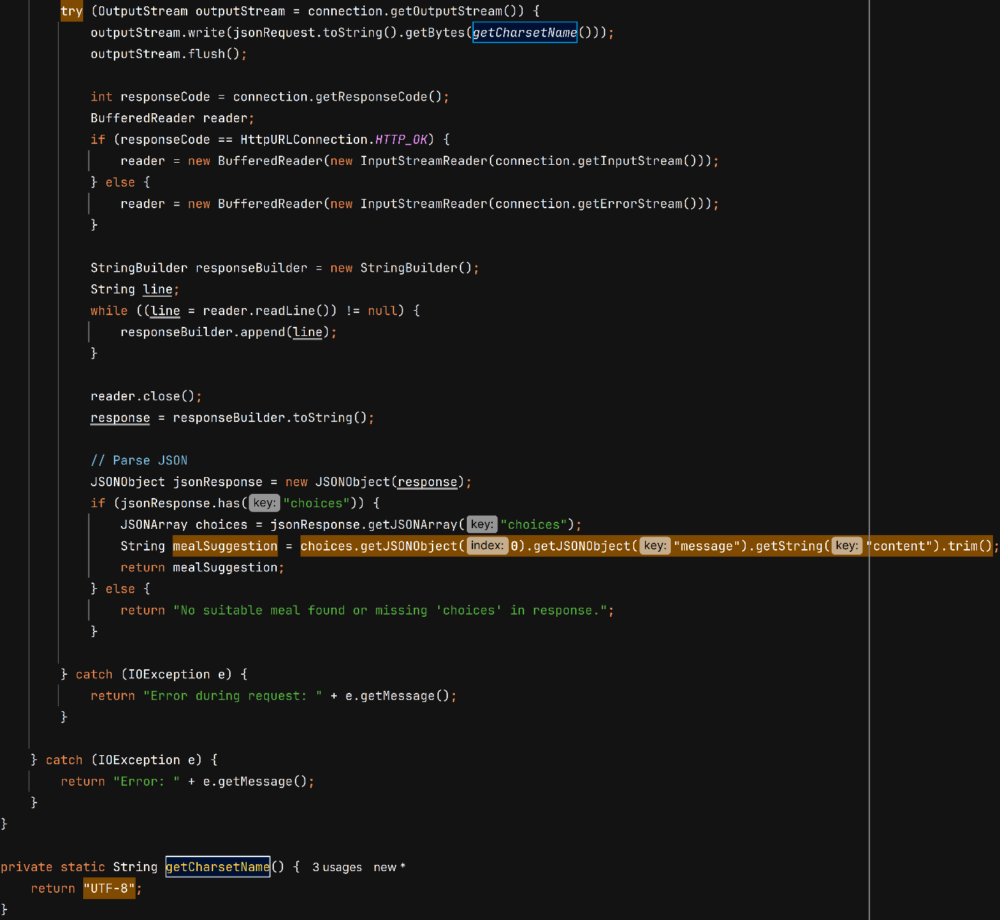 try (OutputStream outputStream = connection.getOutputStream()) {
outputStream.write(jsonRequest.toString().getBytes(getCharsetName()));
outputStream.flush();
int responseCode = connection.getResponseCode();
BufferedReader reader;
if (responseCode == HttpURLConnection.HTTP_OK) {
reader = new BufferedReader(new InputStreamReader(connection.getInputStream()));
} else {
reader = new BufferedReader(new InputStreamReader(connection.getErrorStream()));
}
StringBuilder responseBuilder = new StringBuilder();
String line;
while ((line = reader.readLine()) != null) {
responseBuilder.append(line);
}
reader.close();
response = responseBuilder.toString();
// Parse JSON
JSONObject jsonResponse = new JSONObject(response);
if (jsonResponse.has( key: "choices")) {
JSONArray choices = jsonResponse.getJSONArray( key: "choices");
String mealSuggestion = choices.getJSONObject( index: 0).getJSONObject( key: "message").getString( key: "content").trim();
return mealSuggestion;
} else {
return "No suitable meal found or missing 'choices' in response.";
}
} catch (IOException e) {
return "Error during request: " + e.getMessage();
}
} catch (IOException e) {
return "Error: " + e.getMessage();
}
}
private static String getCharsetName() { 3 usages new *
return "UTF-8";
}